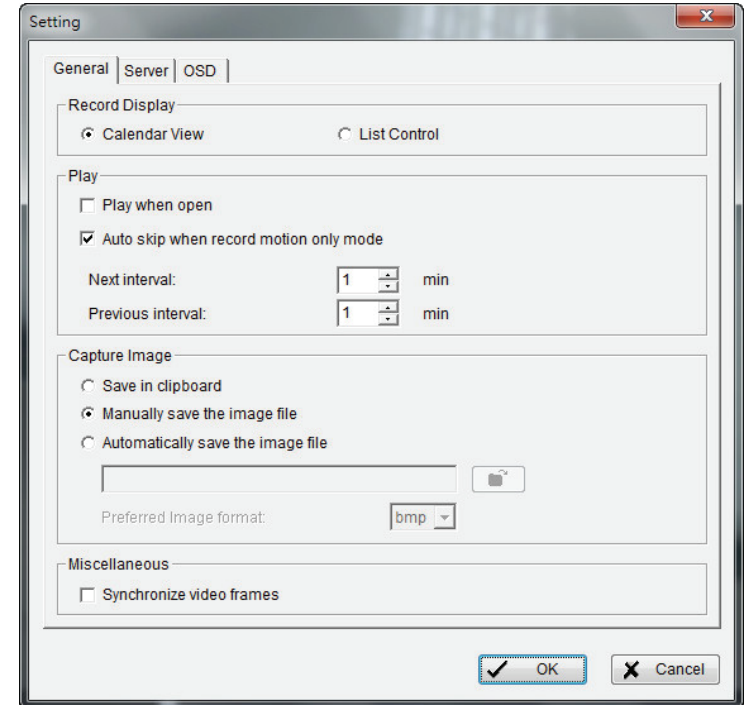 Setting
General Server OSD
Record Display
Calendar View List Control
Play
Play when open
Auto skip when record motion only mode
Next interval: 1 min
Previous interval: 1 min
Capture Image
Save in clipboard
Manually save the image file
Automatically save the image file
Preferred Image format: bmp
Miscellaneous
Synchronize video frames
OK Cancel